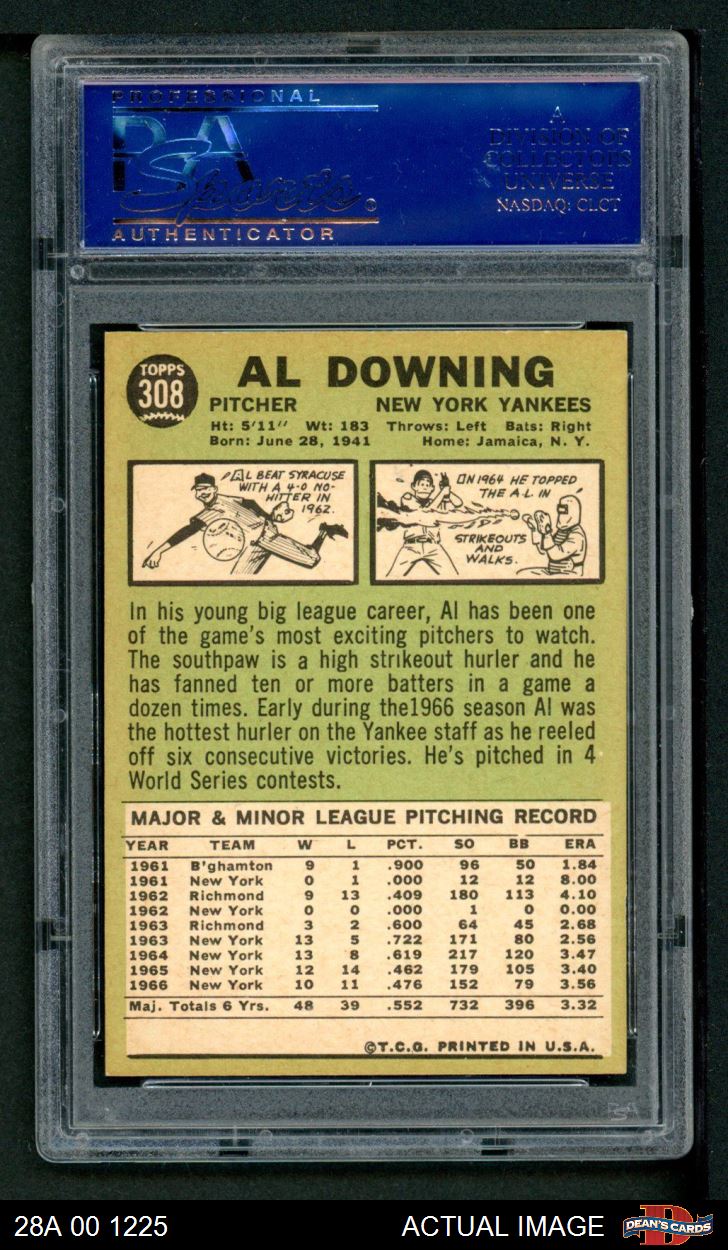 PROFESSIONAL
PSA
Sports ®
AUTHENTICATOR
A
DIVISION OF
COLLECTORS
UNIVERSE
NASDAQ: CLCT
TOPPS
308
AL DOWNING
PITCHER NEW YORK YANKEES
Ht: 5'11" Wt: 183 Throws: Left Bats: Right
Born: June 28, 1941 Home: Jamaica, N. Y.
AL BEAT SYRACUSE
WITH A 4-0 NO-
HITTER IN
1962.
IN 1964 HE TOPPED
THE A.L. IN
STRIKEOUTS
AND
WALKS.
In his young big league career, Al has been one
of the game's most exciting pitchers to watch.
The southpaw is a high strikeout hurler and he
has fanned ten or more batters in a game a
dozen times. Early during the1966 season Al was
the hottest hurler on the Yankee staff as he reeled
off six consecutive victories. He's pitched in 4
World Series contests.
MAJOR & MINOR LEAGUE PITCHING RECORD
YEAR TEAM W L PCT. SO BB ERA
1961 B'ghamton 9 1 .900 96 50 1.84
1961 New York 0 1 .000 12 12 8.00
1962 Richmond 9 13 .409 180 113 4.10
1962 New York 0 0 .000 1 0 0.00
1963 Richmond 3 2 .600 64 45 2.68
1963 New York 13 5 .722 171 80 2.56
1964 New York 13 8 .619 217 120 3.47
1965 New York 12 14 .462 179 105 3.40
1966 New York 10 11 .476 152 79 3.56
Maj. Totals 6 Yrs. 48 39 .552 732 396 3.32
©T.C.G. PRINTED IN U.S.A.
PSA
28A 00 1225 ACTUAL IMAGE DEAN'S CARDS